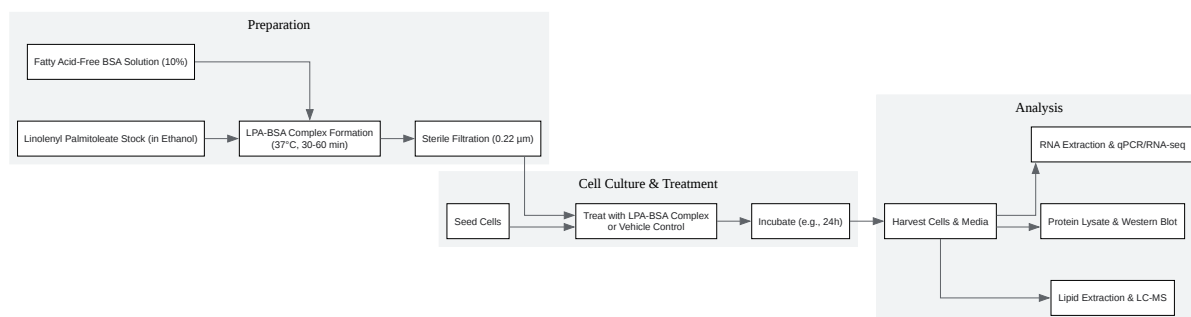 Preparation
Fatty Acid-Free BSA Solution (10%)
Linolenyl Palmitoleate Stock (in Ethanol)
LPA-BSA Complex Formation
(37°C, 30-60 min)
Sterile Filtration (0.22 µm)
Cell Culture & Treatment
Seed Cells
Treat with LPA-BSA Complex
or Vehicle Control
Incubate (e.g., 24h)
Analysis
Harvest Cells & Media
RNA Extraction & qPCR/RNA-seq
Protein Lysate & Western Blot
Lipid Extraction & LC-MS